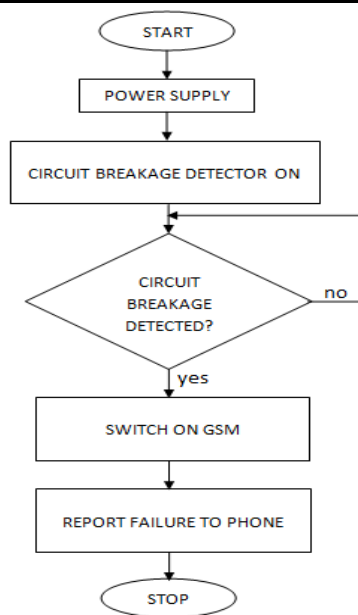 START
POWER SUPPLY
CIRCUIT BREAKAGE DETECTOR ON
CIRCUIT
BREAKAGE
DETECTED?
no
yes
SWITCH ON GSM
REPORT FAILURE TO PHONE
STOP